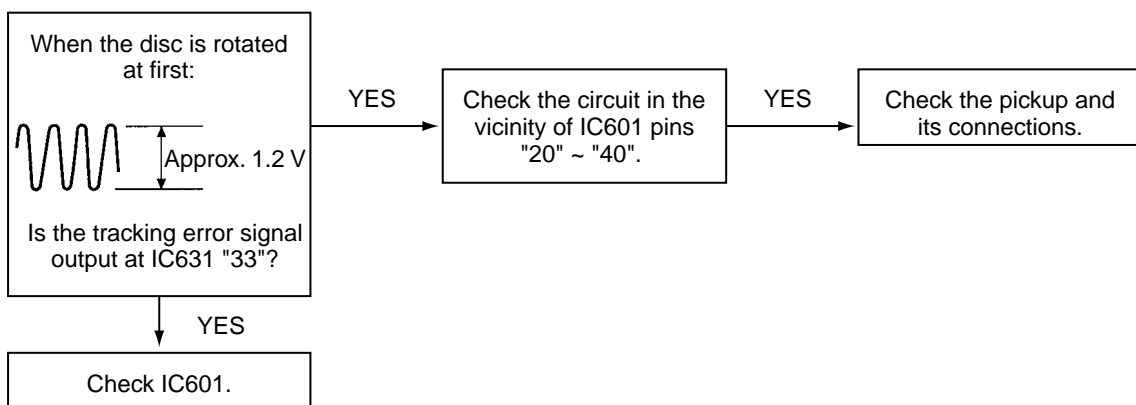 When the disc is rotated
at first:
Approx. 1.2 V
Is the tracking error signal
output at IC631 "33"?
YES
Check the circuit in the
vicinity of IC601 pins
"20" ~ "40".
YES
Check the pickup and
its connections.
YES
Check IC601.